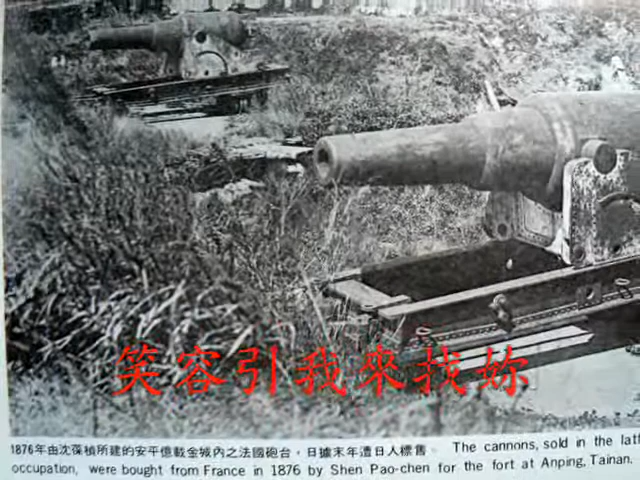 笑容引我來找妳
1876年由沈葆楨所建的安平億載金城內之法國砲台，日據末年遭日人標售。 The cannons, sold in the latt
occupation, were bought from France in 1876 by Shen Pao-chen for the fort at Anping, Tainan.